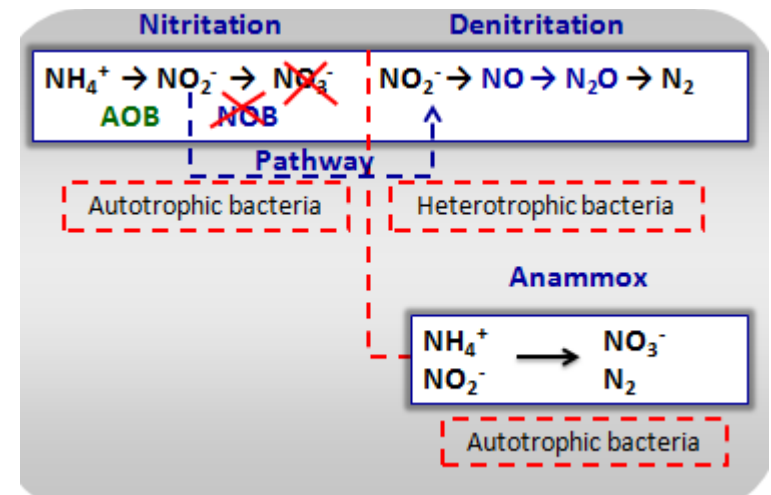 Nitritation Denitritation
NH₄⁺ → NO₂⁻ → NO₃⁻ NO₂⁻ → NO → N₂O → N₂
AOB NOB
Pathway
Autotrophic bacteria Heterotrophic bacteria
Anammox
NH₄⁺ → NO₃⁻
NO₂⁻ N₂
Autotrophic bacteria